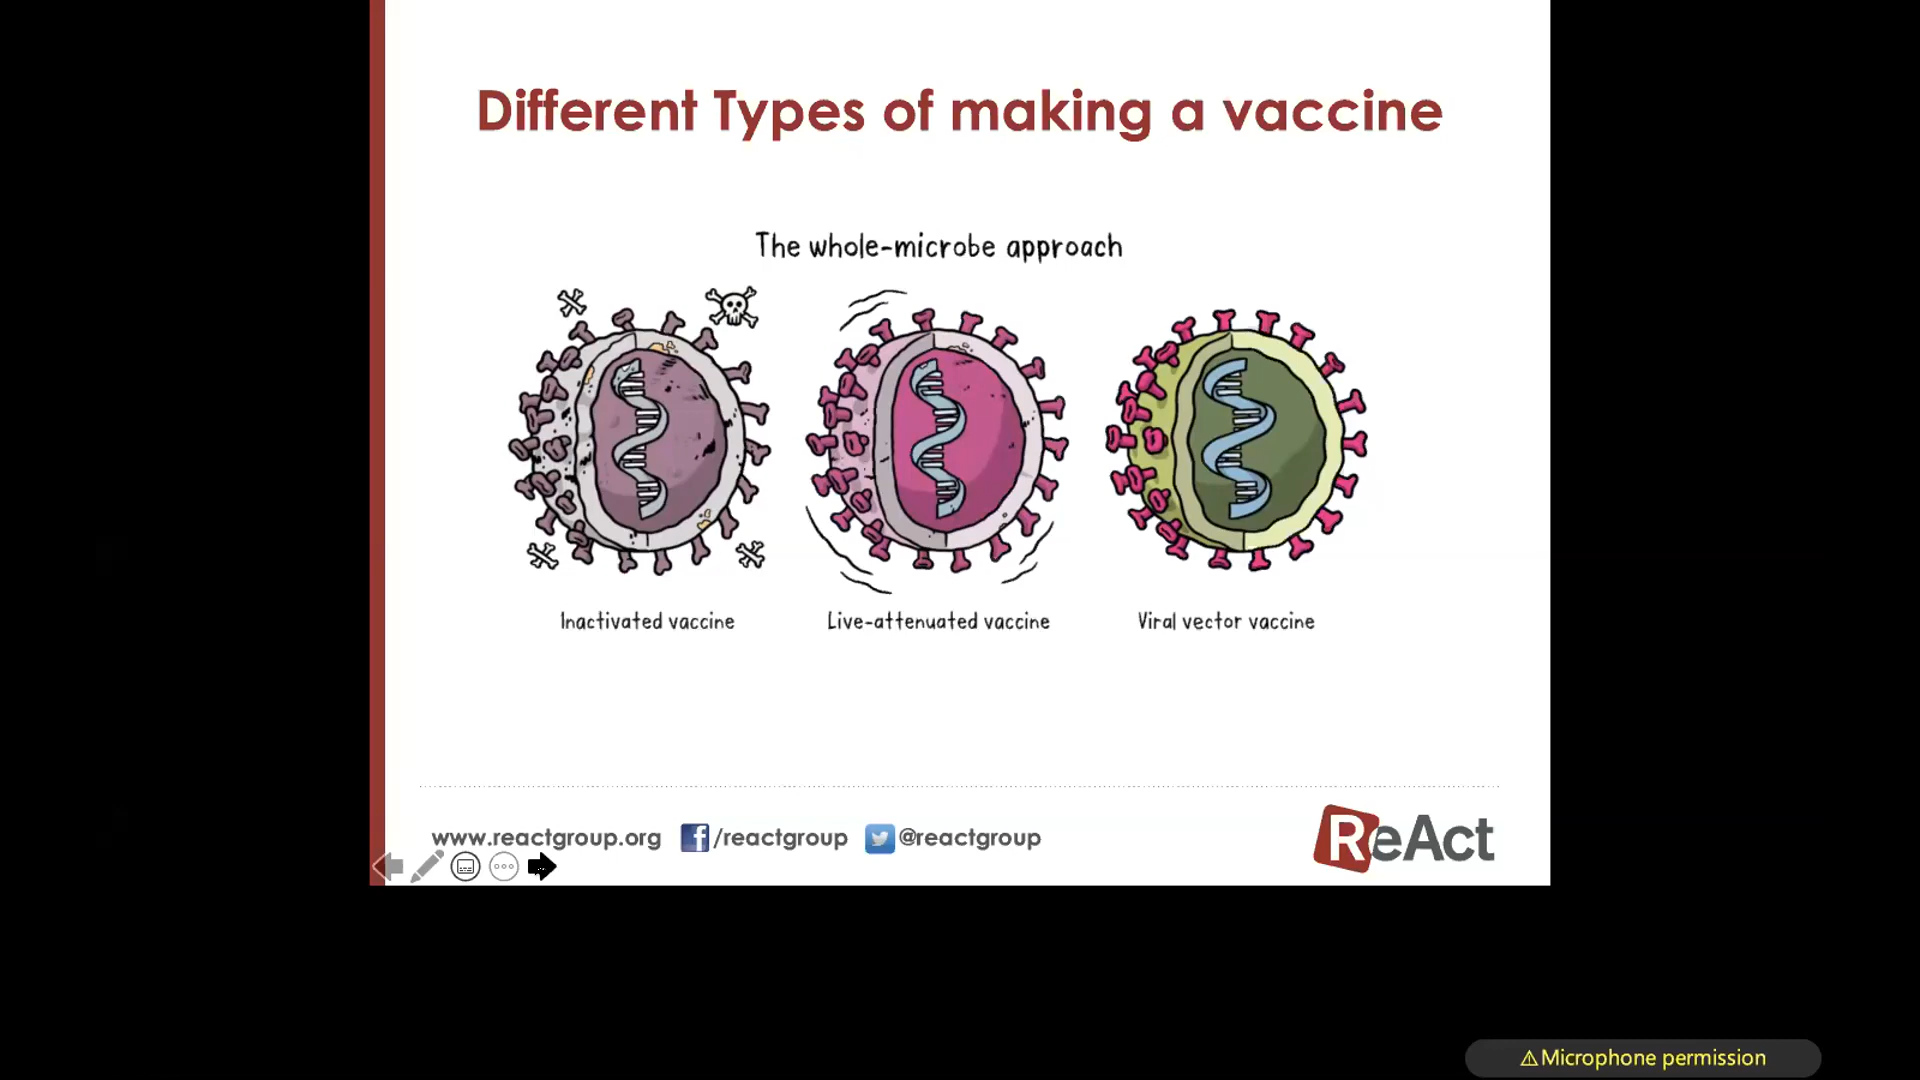 Different Types of making a vaccine
The whole-microbe approach
Inactivated vaccine
Live-attenuated vaccine
Viral vector vaccine
www.reactgroup.org /reactgroup @reactgroup
ReAct
⚠Microphone permission